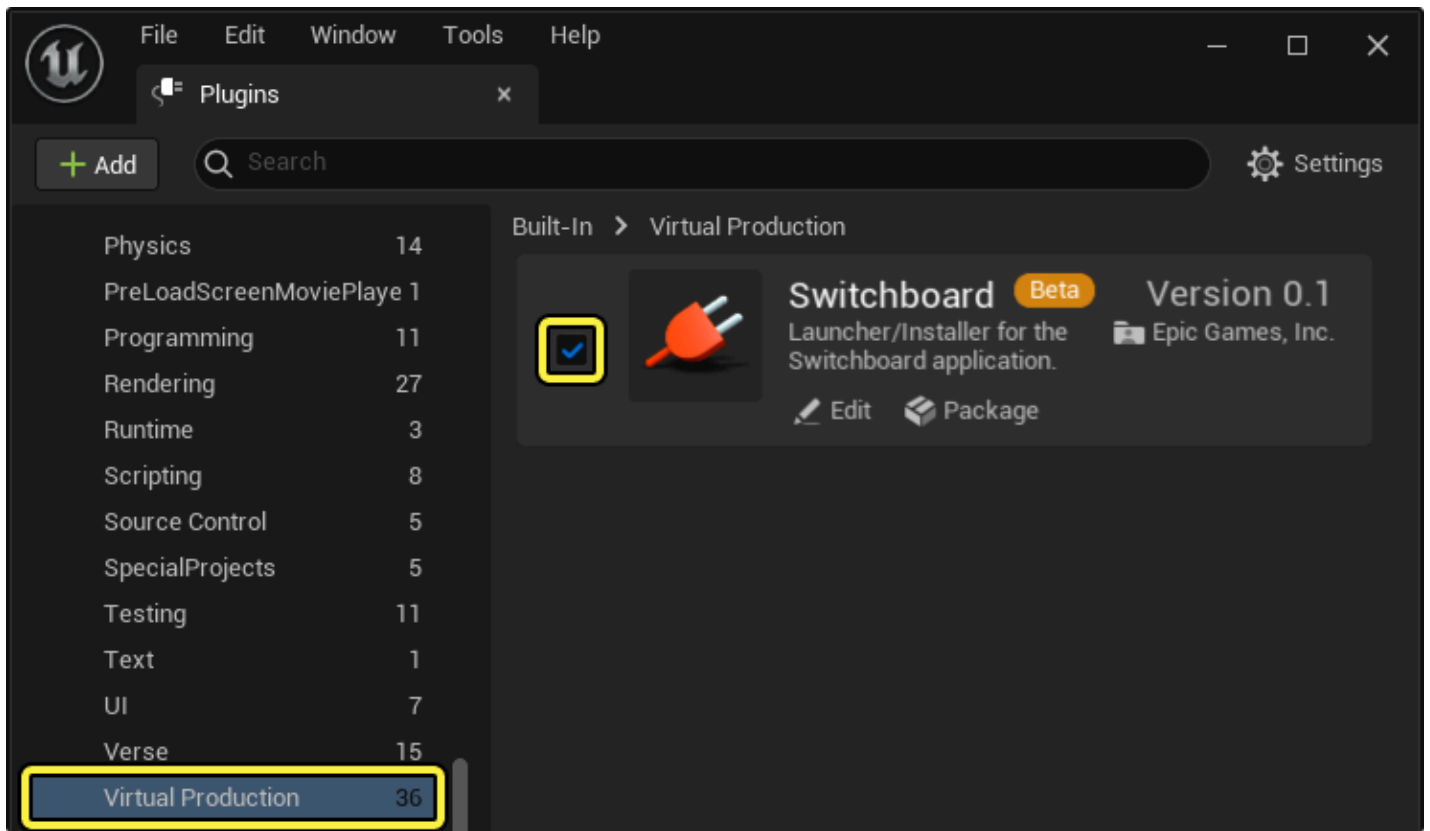 File Edit Window Tools Help
Plugins
Add
Search
Settings
Physics 14
PreLoadScreenMoviePlaye 1
Programming 11
Rendering 27
Runtime 3
Scripting 8
Source Control 5
SpecialProjects 5
Testing 11
Text 1
UI 7
Verse 15
Virtual Production 36
Built-In > Virtual Production
Switchboard Beta Version 0.1
Launcher/Installer for the Epic Games, Inc.
Switchboard application.
Edit Package